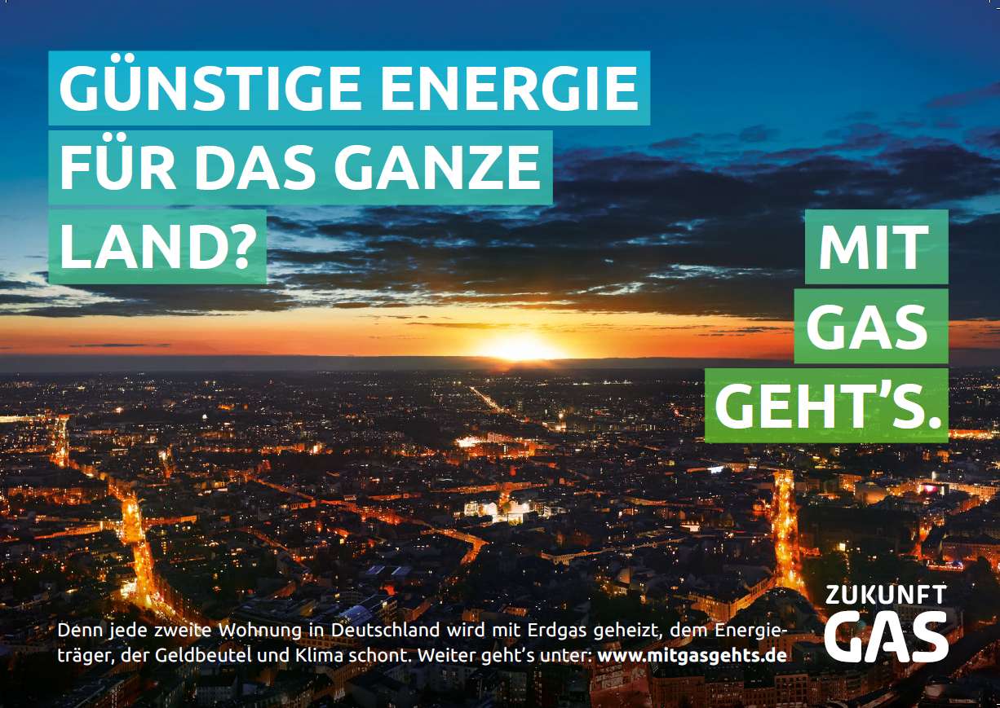 GÜNSTIGE ENERGIE
FÜR DAS GANZE
LAND?
MIT
GAS
GEHT’S.
Denn jede zweite Wohnung in Deutschland wird mit Erdgas geheizt, dem Energie-
träger, der Geldbeutel und Klima schont. Weiter geht’s unter: www.mitgasgehts.de
ZUKUNFT
GAS